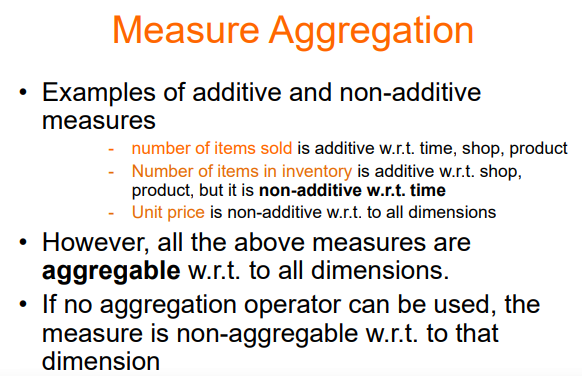 Measure Aggregation
• Examples of additive and non-additive
measures
- number of items sold is additive w.r.t. time, shop, product
- Number of items in inventory is additive w.r.t. shop,
product, but it is non-additive w.r.t. time
- Unit price is non-additive w.r.t. to all dimensions
• However, all the above measures are
aggregable w.r.t. to all dimensions.
• If no aggregation operator can be used, the
measure is non-aggregable w.r.t. to that
dimension